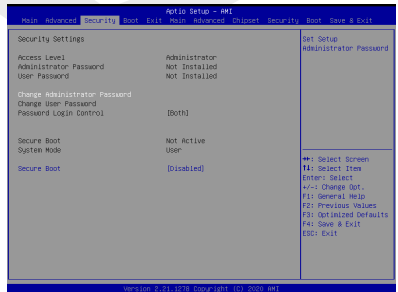 Aptio Setup - AMI
Main Advanced Security Boot Exit Main Advanced Chipset Security Boot Save & Exit
Security Settings
Access Level Administrator
Administrator Password Not Installed
User Password Not Installed
Change Administrator Password
Change User Password
Password Login Control [Both]
Secure Boot Not Active
System Mode User
Secure Boot [Disabled]
Set Setup
Administrator Password
→←: Select Screen
↑↓: Select Item
Enter: Select
+/-: Change Opt.
F1: General Help
F2: Previous Values
F3: Optimized Defaults
F4: Save & Exit
ESC: Exit
Version 2.21.1278 Copyright (C) 2020 AMI